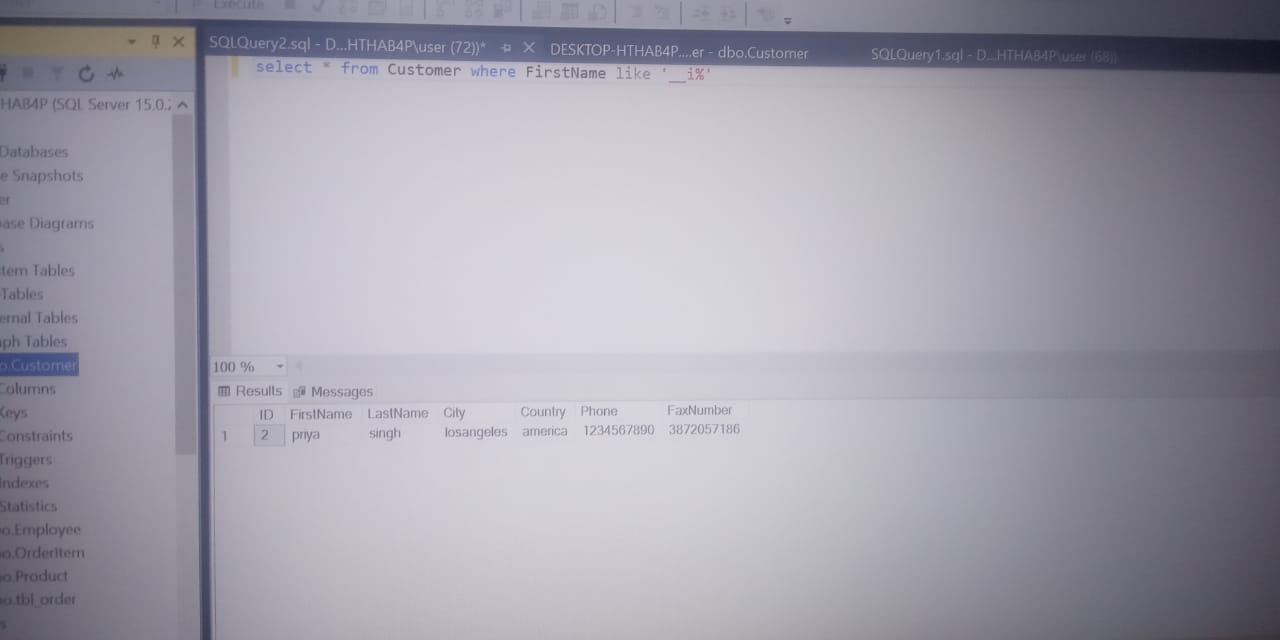 Execute
SQLQuery2.sql - D...HTHAB4P\user (72))* DESKTOP-HTHAB4P....er - dbo.Customer SQLQuery1.sql - D...HTHAB4P\user (68))
select * from Customer where FirstName like '__i%'
HAB4P (SQL Server 15.0.
Databases
e Snapshots
er
ase Diagrams
s
tem Tables
Tables
ernal Tables
ph Tables
o.Customer
Columns
Keys
Constraints
Triggers
Indexes
Statistics
o.Employee
o.OrderItem
o.Product
o.tbl_order
s
100 %
Results Messages
ID FirstName LastName City Country Phone FaxNumber
1 2 priya singh losangeles america 1234567890 3872057186